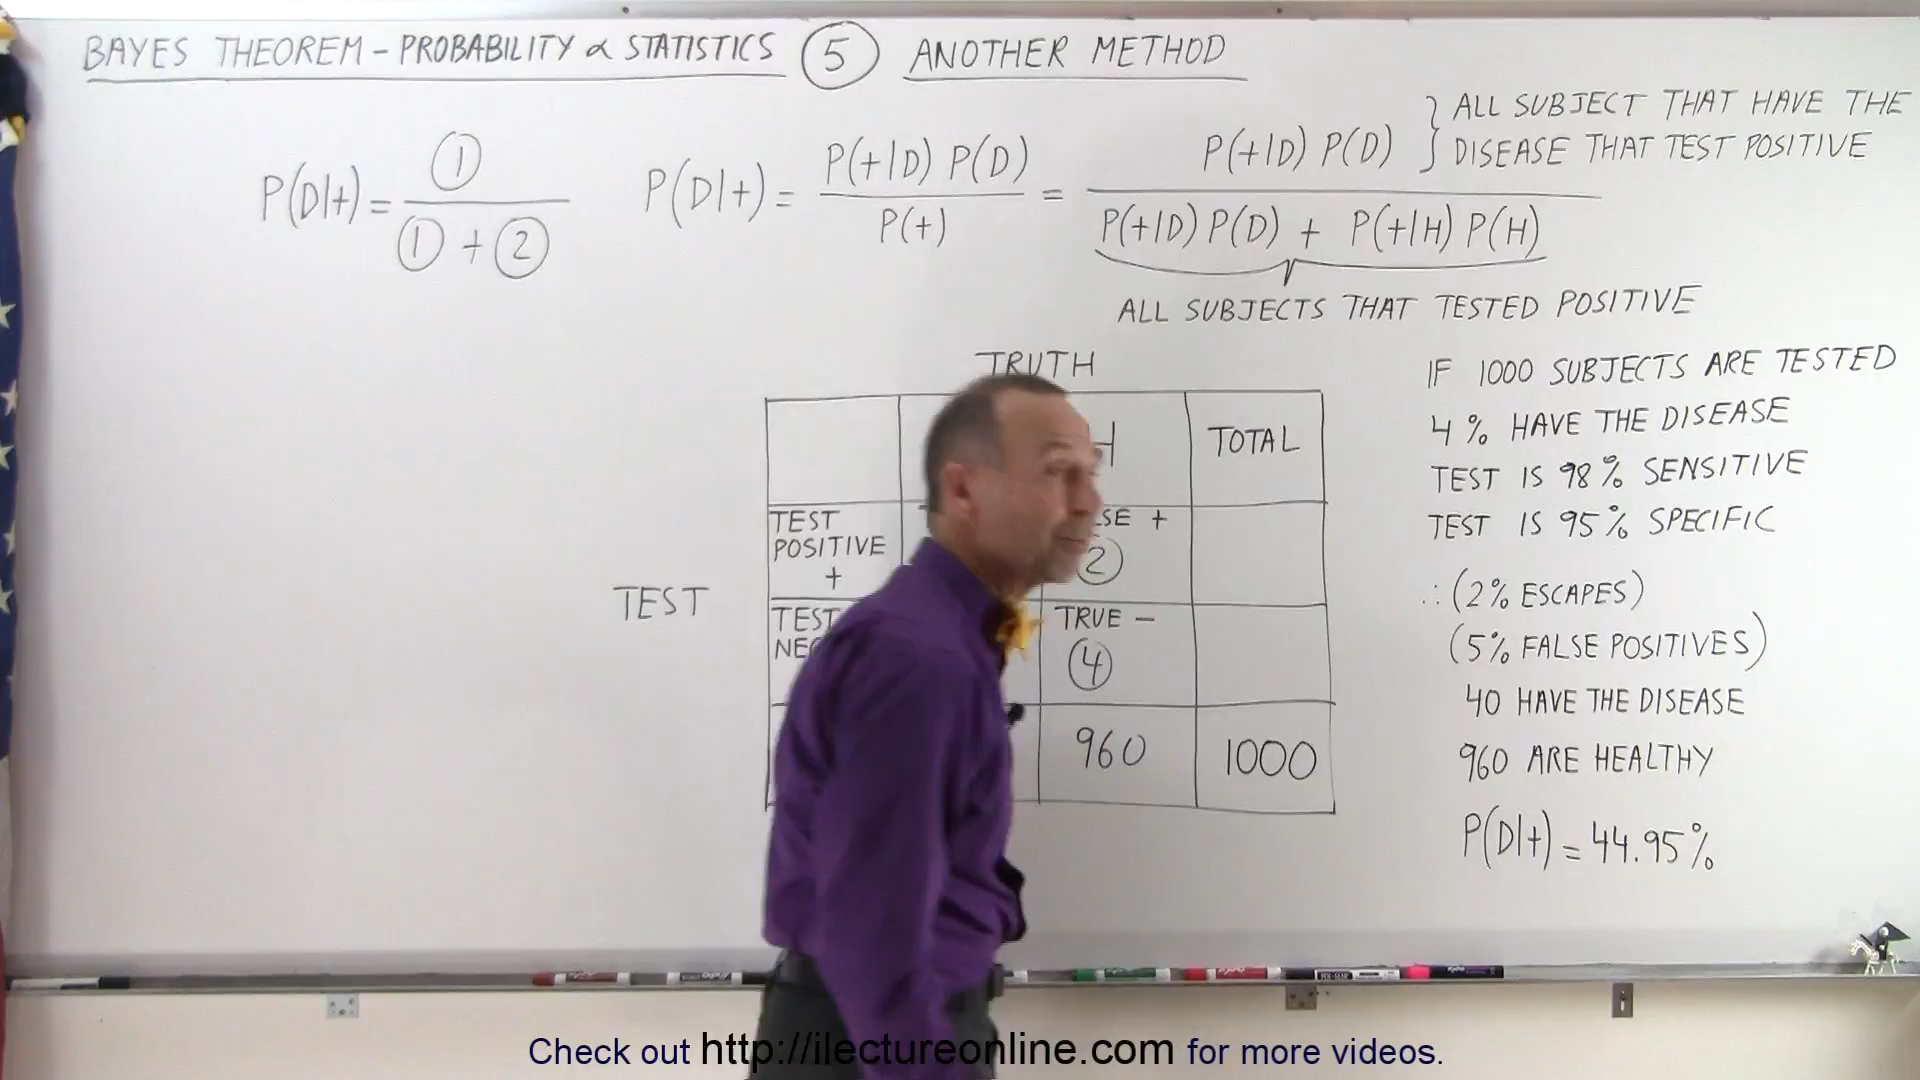 BAYES THEOREM - PROBABILITY & STATISTICS ⑤ ANOTHER METHOD
P(D|+) = ① / (① + ②)
P(D|+) = P(+|D) P(D) / P(+) = P(+|D) P(D) / (P(+|D) P(D) + P(+|H) P(H))
} ALL SUBJECT THAT HAVE THE
DISEASE THAT TEST POSITIVE
ALL SUBJECTS THAT TESTED POSITIVE
TRUTH
TOTAL
TEST
POSITIVE
+
+
②
TEST
TEST
TRUE -
④
960
1000
IF 1000 SUBJECTS ARE TESTED
4% HAVE THE DISEASE
TEST IS 98% SENSITIVE
TEST IS 95% SPECIFIC
∴ (2% ESCAPES)
(5% FALSE POSITIVES)
40 HAVE THE DISEASE
960 ARE HEALTHY
P(D|+) = 44.95%
Check out http://ilectureonline.com for more videos.